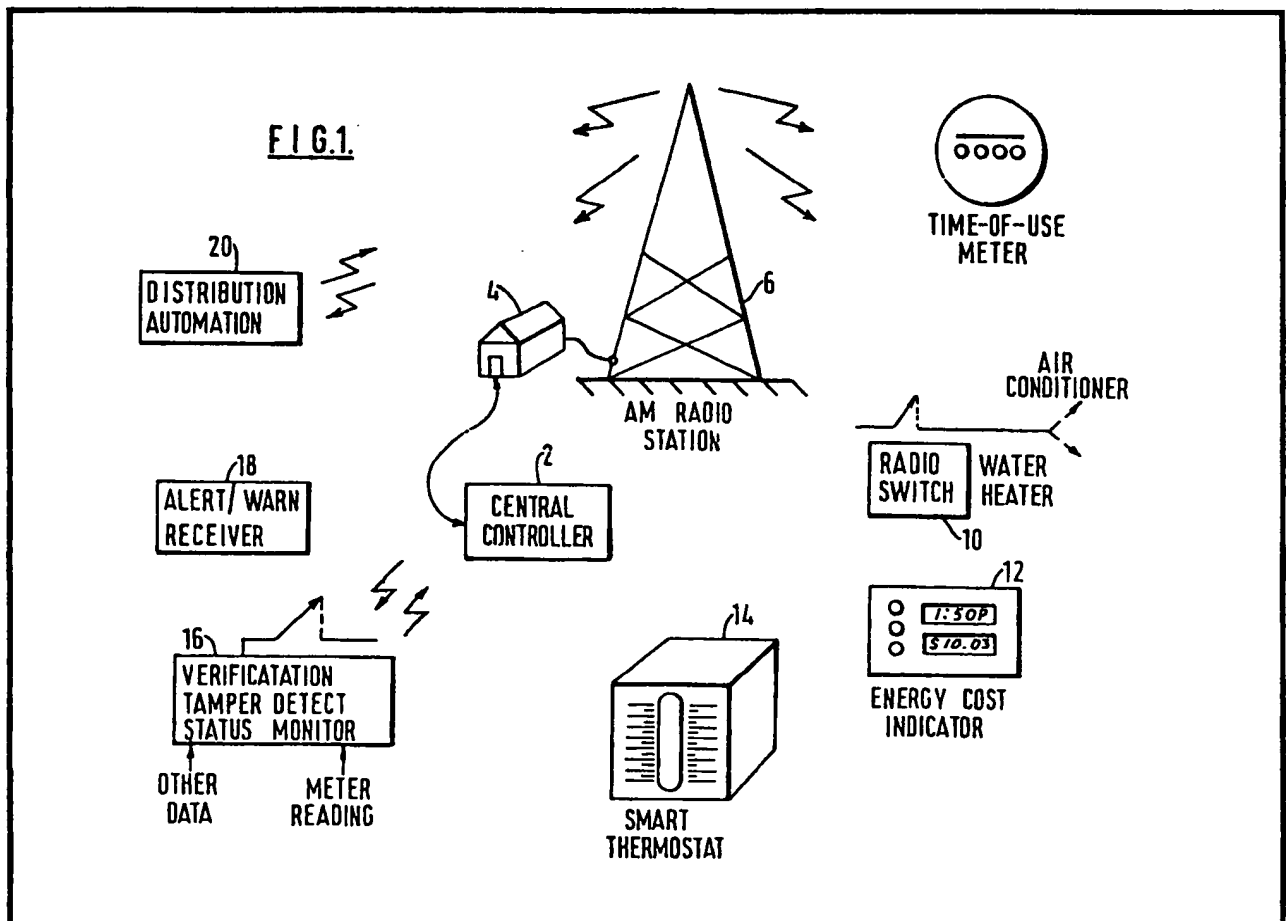 FIG.1.
TIME-OF-USE
METER
20
DISTRIBUTION
AUTOMATION
4
6
AM RADIO
STATION
AIR
CONDITIONER
RADIO
SWITCH
WATER
HEATER
10
18
ALERT/WARN
RECEIVER
2
CENTRAL
CONTROLLER
12
1:50P
$10.03
ENERGY COST
INDICATOR
16
VERIFICATATION
TAMPER DETECT
STATUS MONITOR
OTHER
DATA
METER
READING
14
SMART
THERMOSTAT